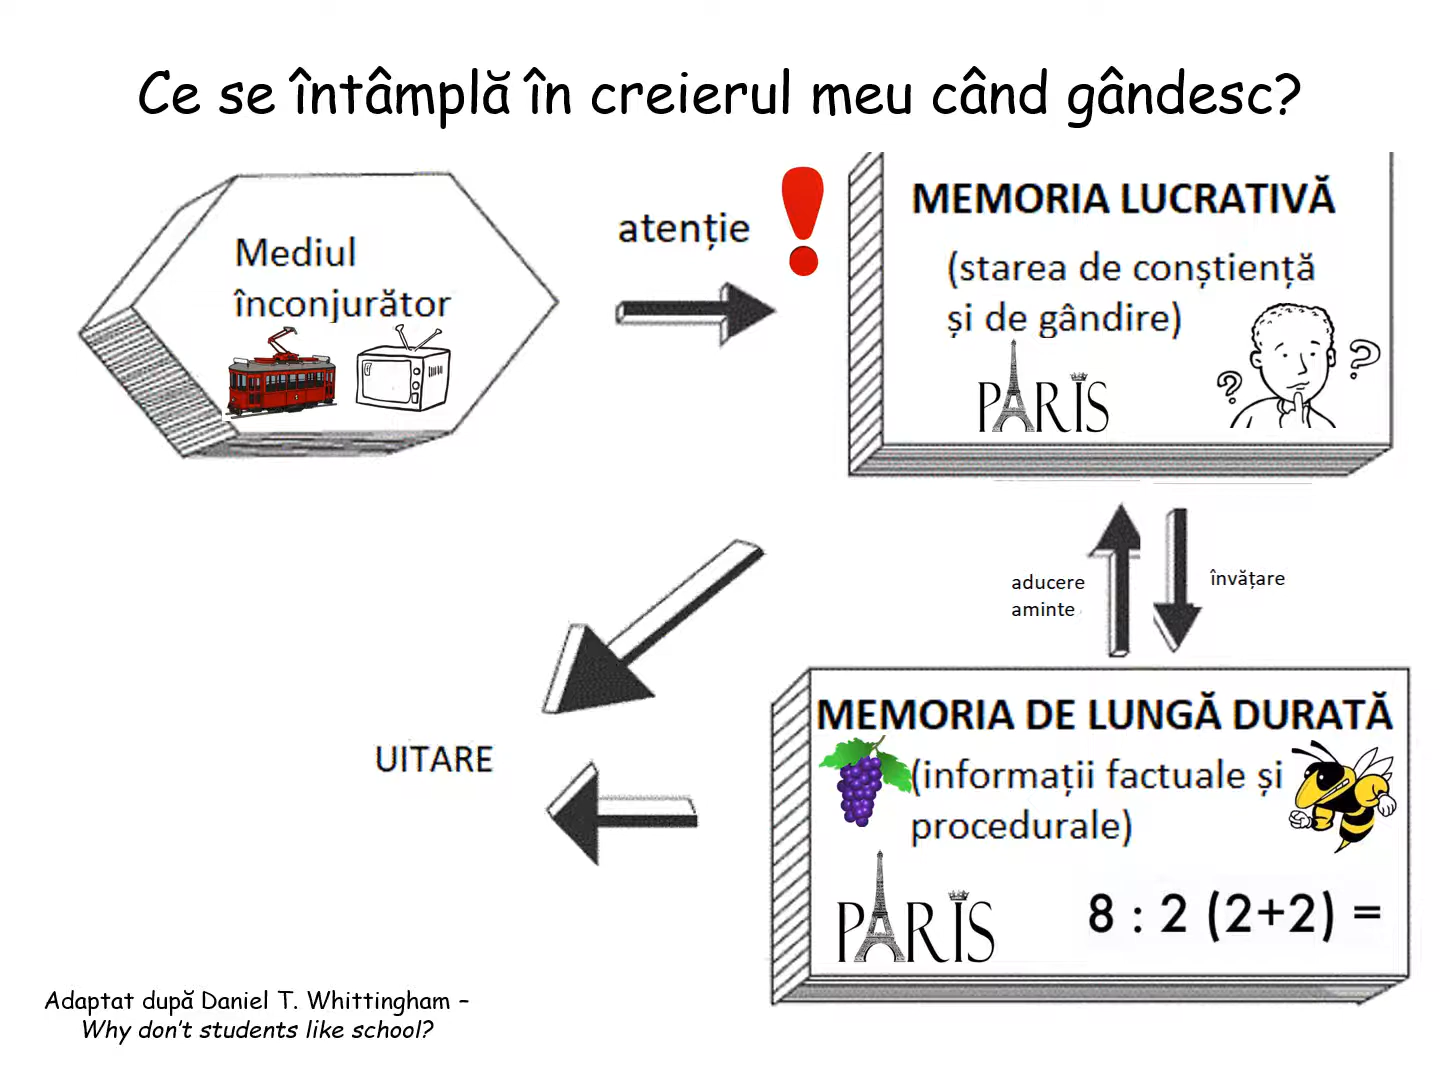 Ce se întâmplă în creierul meu când gândesc?
Mediul
înconjurător
atenție
MEMORIA LUCRATIVĂ
(starea de conștiență
și de gândire)
PARIS
aducere
aminte
învățare
UITARE
MEMORIA DE LUNGĂ DURATĂ
(informații factuale și
procedurale)
PARIS
8 : 2 (2+2) =
Adaptat după Daniel T. Whittingham –
Why don't students like school?